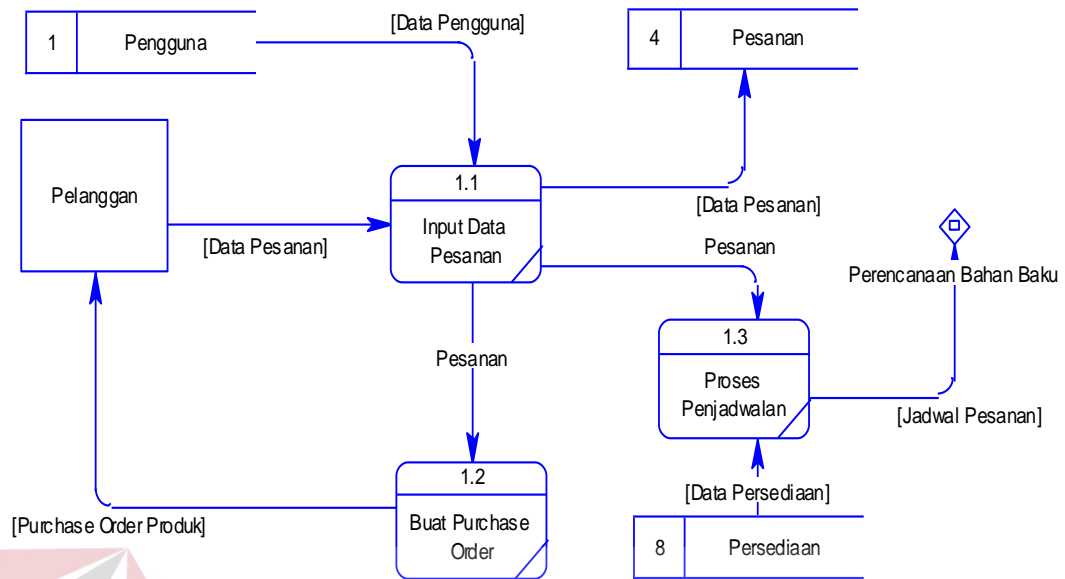 [Data Pengguna]
1 Pengguna
4 Pesanan
Pelanggan
1.1
Input Data
Pesanan
[Data Pesanan]
[Data Pesanan]
Pesanan
Perencanaan Bahan Baku
1.3
Proses
Penjadwalan
Pesanan
[Jadwal Pesanan]
1.2
Buat Purchase
Order
[Data Persediaan]
[Purchase Order Produk]
8 Persediaan